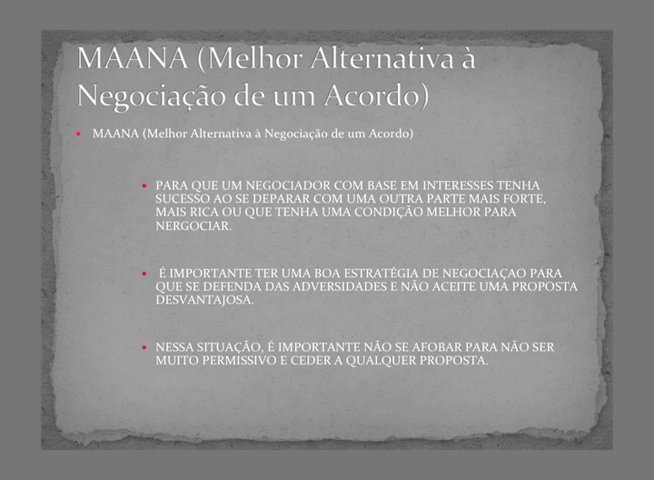 MAANA (Melhor Alternativa à
Negociação de um Acordo)
MAANA (Melhor Alternativa à Negociação de um Acordo)
PARA QUE UM NEGOCIADOR COM BASE EM INTERESSES TENHA
SUCESSO AO SE DEPARAR COM UMA OUTRA PARTE MAIS FORTE,
MAIS RICA OU QUE TENHA UMA CONDIÇÃO MELHOR PARA
NERGOCIAR.
É IMPORTANTE TER UMA BOA ESTRATÉGIA DE NEGOCIAÇAO PARA
QUE SE DEFENDA DAS ADVERSIDADES E NÃO ACEITE UMA PROPOSTA
DESVANTAJOSA.
NESSA SITUAÇÃO, É IMPORTANTE NÃO SE AFOBAR PARA NÃO SER
MUITO PERMISSIVO E CEDER A QUALQUER PROPOSTA.